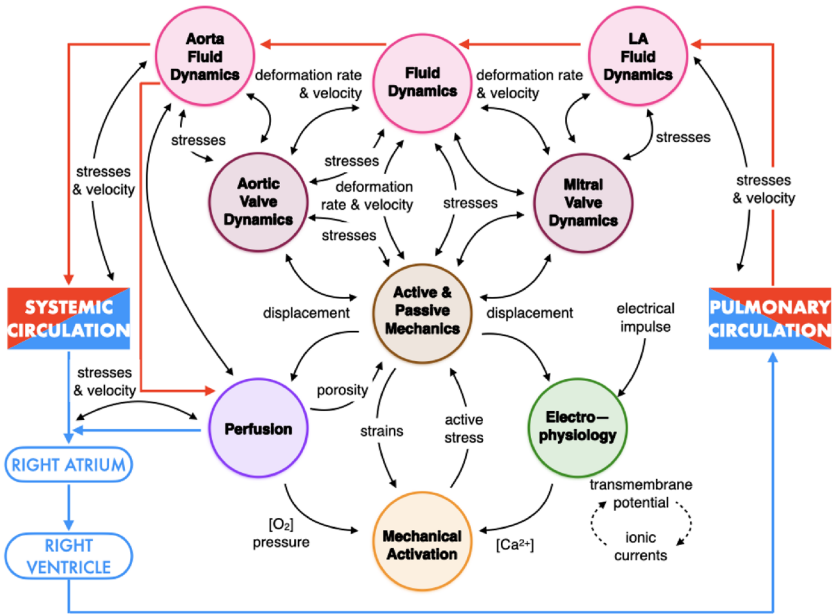 Aorta
Fluid
Dynamics
deformation rate
& velocity
Fluid
Dynamics
deformation rate
& velocity
LA
Fluid
Dynamics
stresses
stresses
stresses
& velocity
Aortic
Valve
Dynamics
stresses
deformation
rate & velocity
stresses
stresses
Mitral
Valve
Dynamics
stresses
& velocity
SYSTEMIC
CIRCULATION
displacement
Active &
Passive
Mechanics
displacement
electrical
impulse
PULMONARY
CIRCULATION
stresses
& velocity
Perfusion
porosity
strains
active
stress
Electro—
physiology
RIGHT ATRIUM
transmembrane
potential
ionic
currents
[O₂]
pressure
Mechanical
Activation
[Ca²⁺]
RIGHT
VENTRICLE